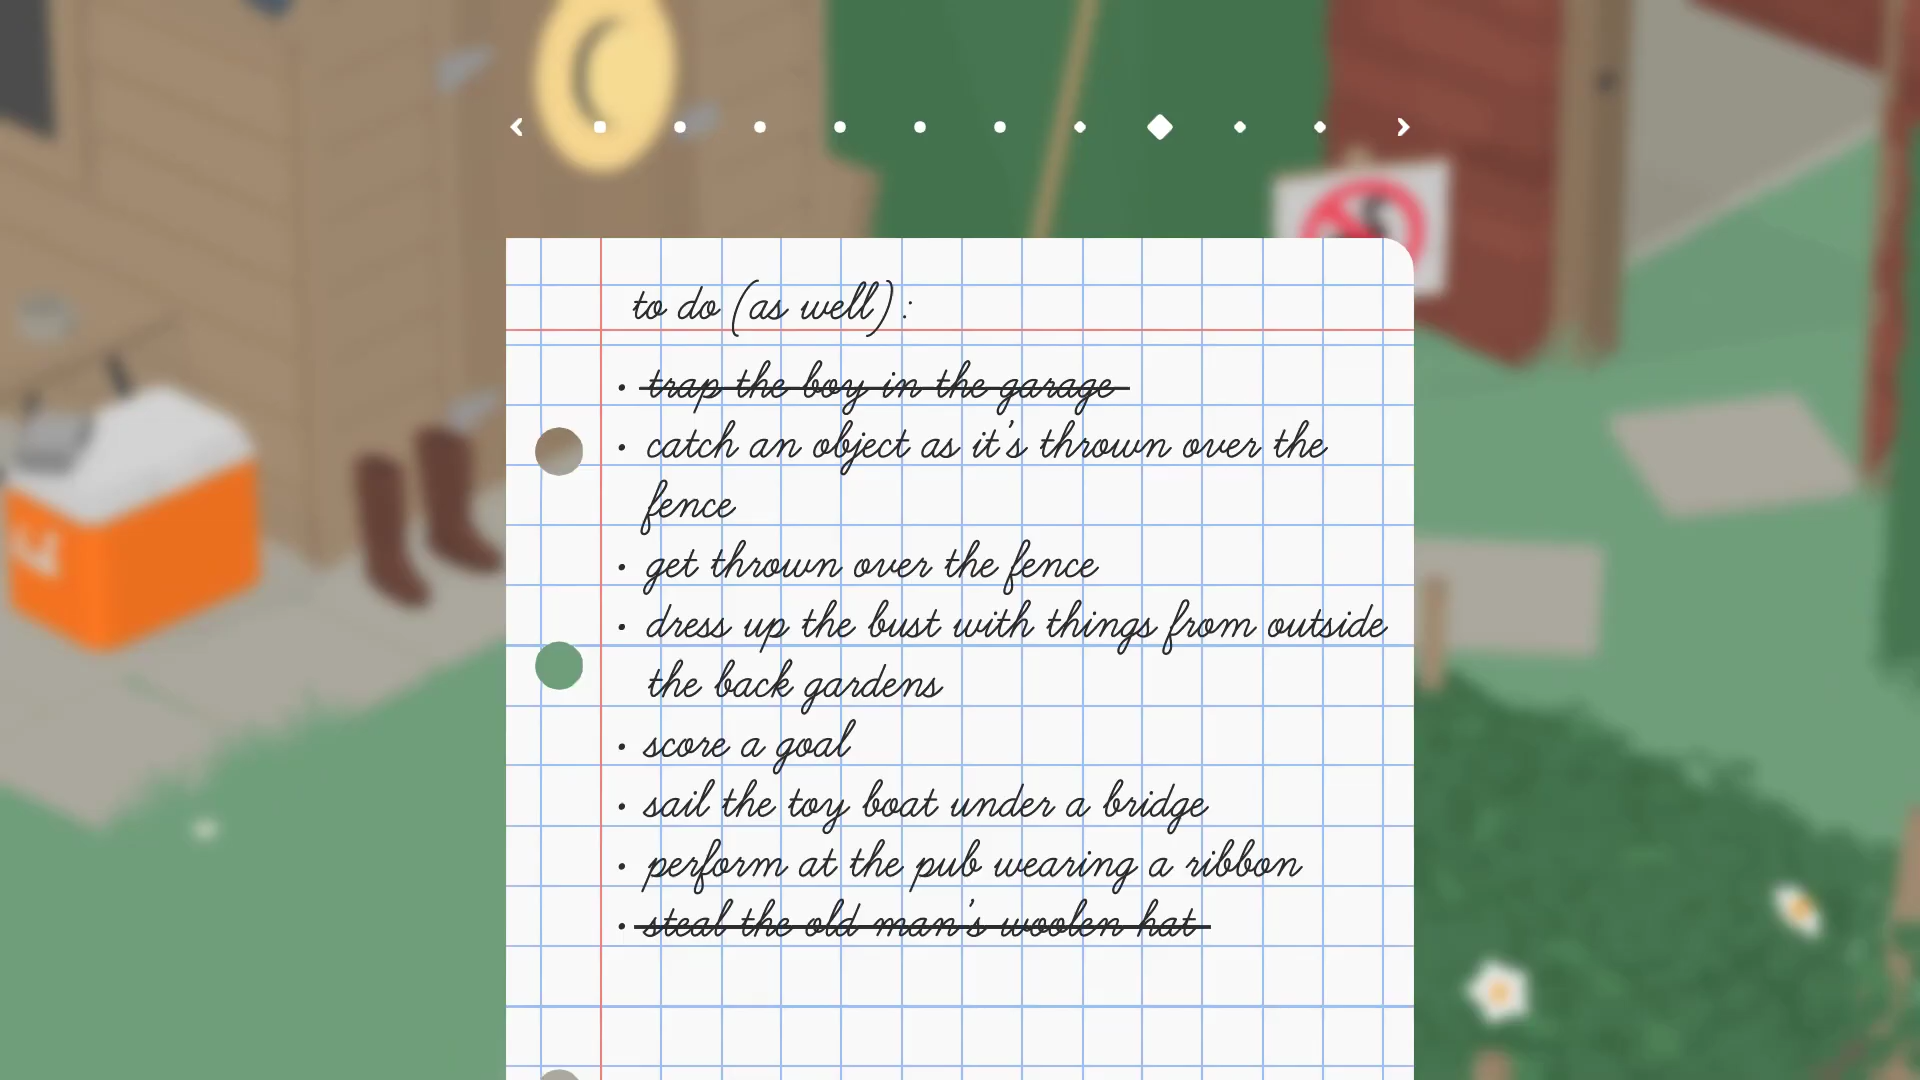 to do (as well):
• trap the boy in the garage
• catch an object as it's thrown over the
fence
• get thrown over the fence
• dress up the bust with things from outside
the back gardens
• score a goal
• sail the toy boat under a bridge
• perform at the pub wearing a ribbon
• steal the old man's woolen hat